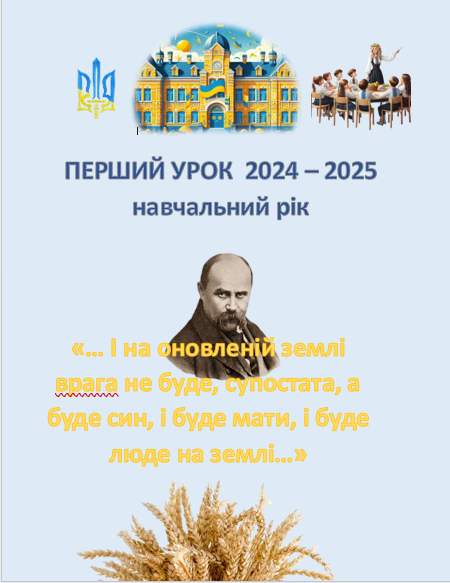 ПЕРШИЙ УРОК 2024 – 2025
навчальний рік
«... І на оновленій землі
врага не буде, супостата, а
буде син, і буде мати, і буде
люде на землі...»